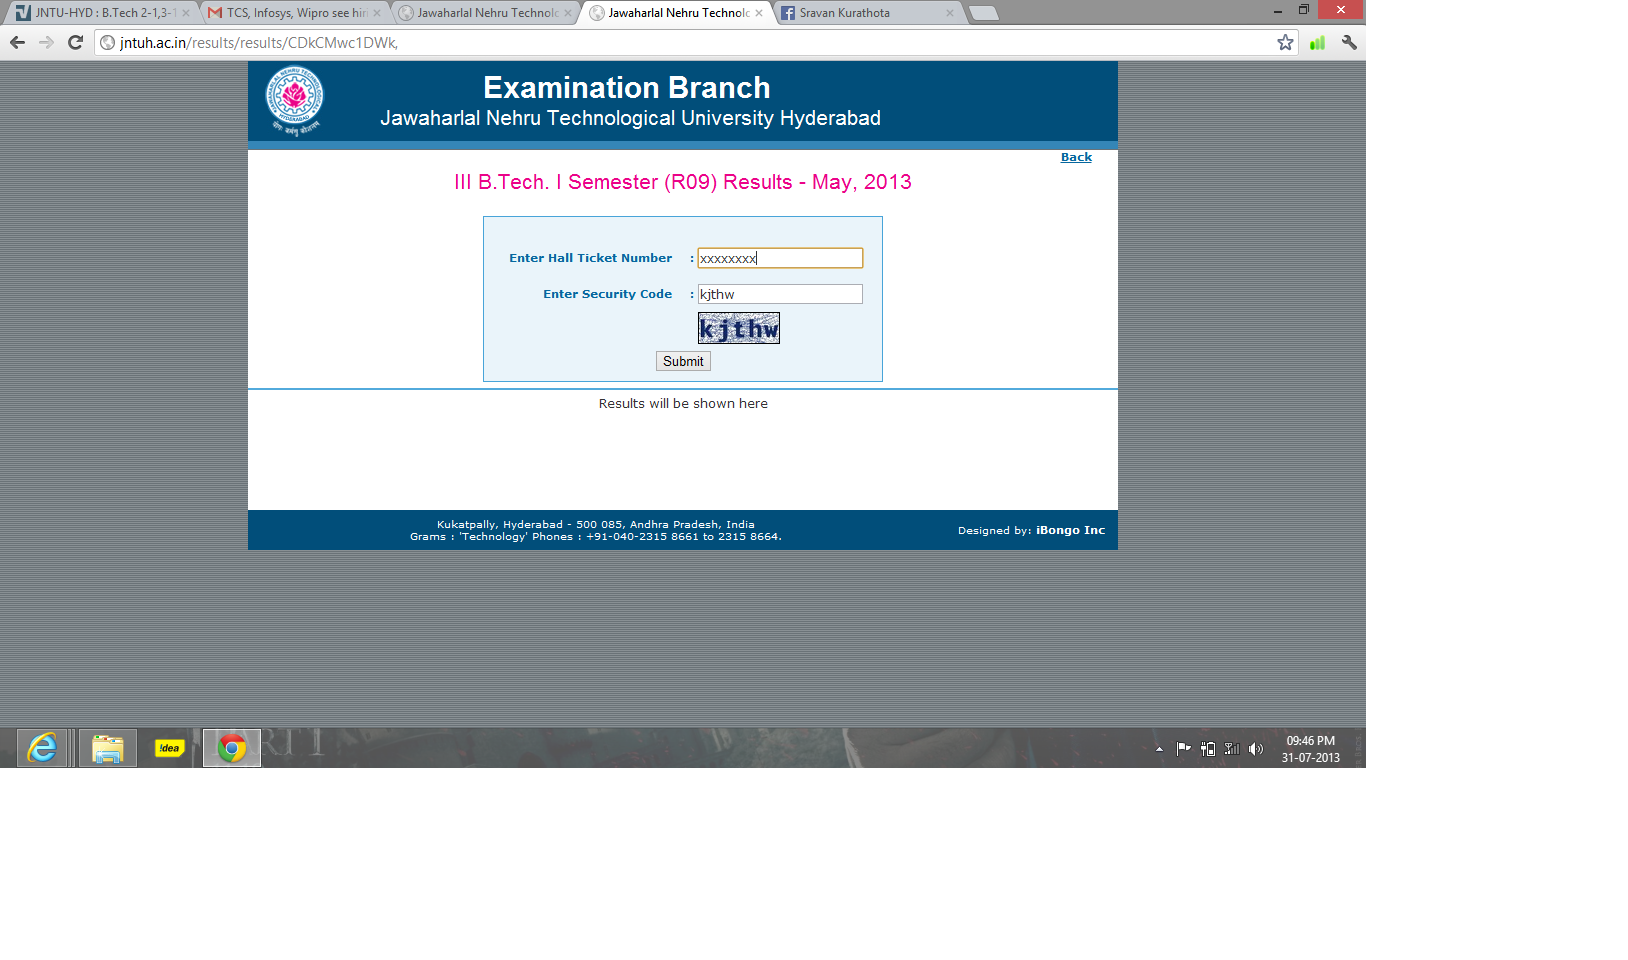 JNTU-HYD : B.Tech 2-1,3-1
TCS, Infosys, Wipro see hiri
Jawaharlal Nehru Technolo
Jawaharlal Nehru Technolo
Sravan Kurathota
jntuh.ac.in/results/results/CDkCMwc1DWk,
Examination Branch
Jawaharlal Nehru Technological University Hyderabad
Back
III B.Tech. I Semester (R09) Results - May, 2013
Enter Hall Ticket Number : xxxxxxxx
Enter Security Code : kjthw
kjthw
Submit
Results will be shown here
Kukatpally, Hyderabad - 500 085, Andhra Pradesh, India
Grams : 'Technology' Phones : +91-040-2315 8661 to 2315 8664.
Designed by: iBongo Inc
!dea
09:46 PM
31-07-2013